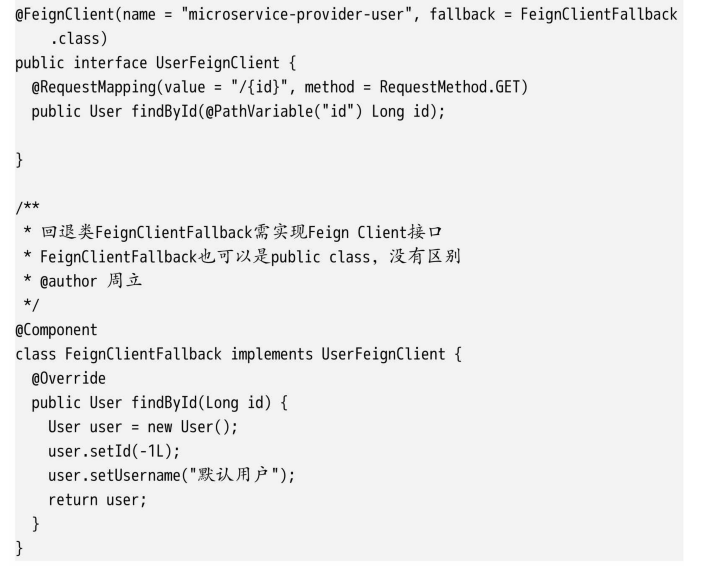 @FeignClient(name = "microservice-provider-user", fallback = FeignClientFallback
    .class)
public interface UserFeignClient {
  @RequestMapping(value = "/{id}", method = RequestMethod.GET)
  public User findById(@PathVariable("id") Long id);

}

/**
 * 回退类FeignClientFallback需实现Feign Client接口
 * FeignClientFallback也可以是public class，没有区别
 * @author 周立
 */
@Component
class FeignClientFallback implements UserFeignClient {
  @Override
  public User findById(Long id) {
    User user = new User();
    user.setId(-1L);
    user.setUsername("默认用户");
    return user;
  }
}